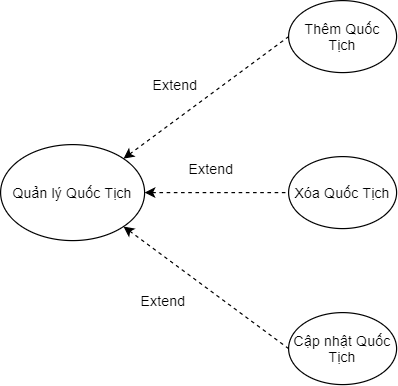 Thêm Quốc
Tịch
Extend
Extend
Quản lý Quốc Tịch
Xóa Quốc Tịch
Extend
Cập nhật Quốc
Tịch